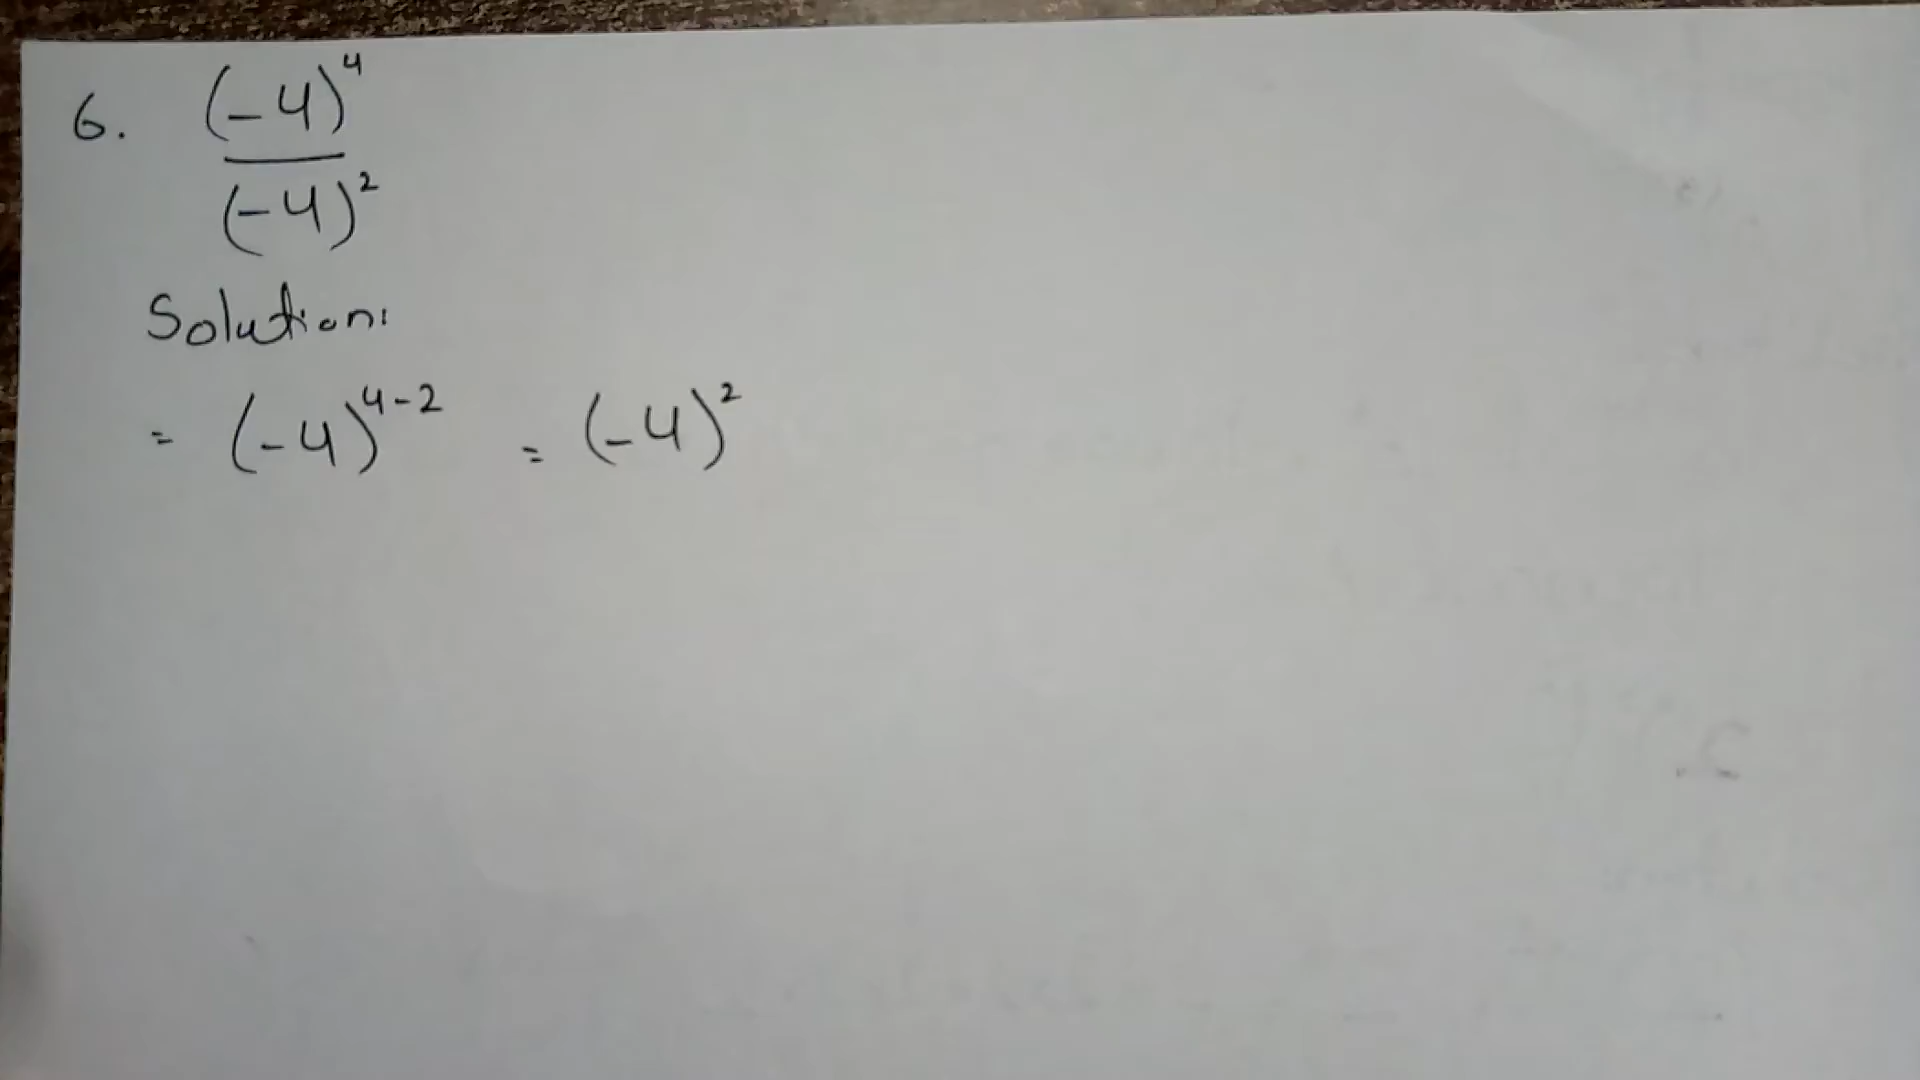 6. (-4)^4 / (-4)^2
Solution:
= (-4)^4-2 = (-4)^2